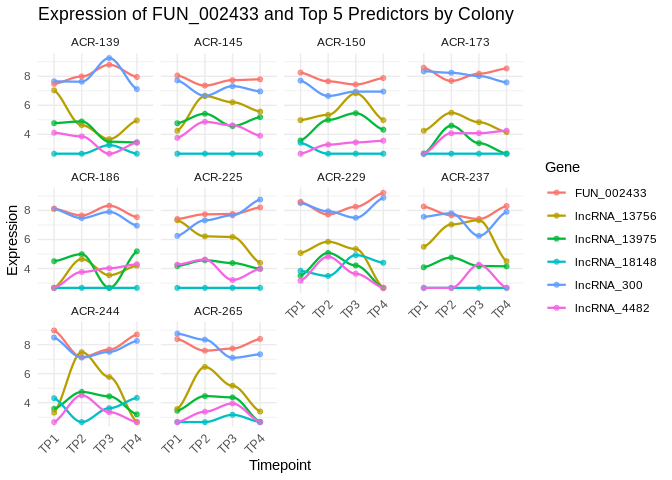 Expression of FUN_002433 and Top 5 Predictors by Colony
ACR-139 ACR-145 ACR-150 ACR-173
8
6
4
ACR-186 ACR-225 ACR-229 ACR-237
8
6
4
TP1 TP2 TP3 TP4 TP1 TP2 TP3 TP4
ACR-244 ACR-265
8
6
4
TP1 TP2 TP3 TP4 TP1 TP2 TP3 TP4
Timepoint
Expression
Gene
FUN_002433
lncRNA_13756
lncRNA_13975
lncRNA_18148
lncRNA_300
lncRNA_4482